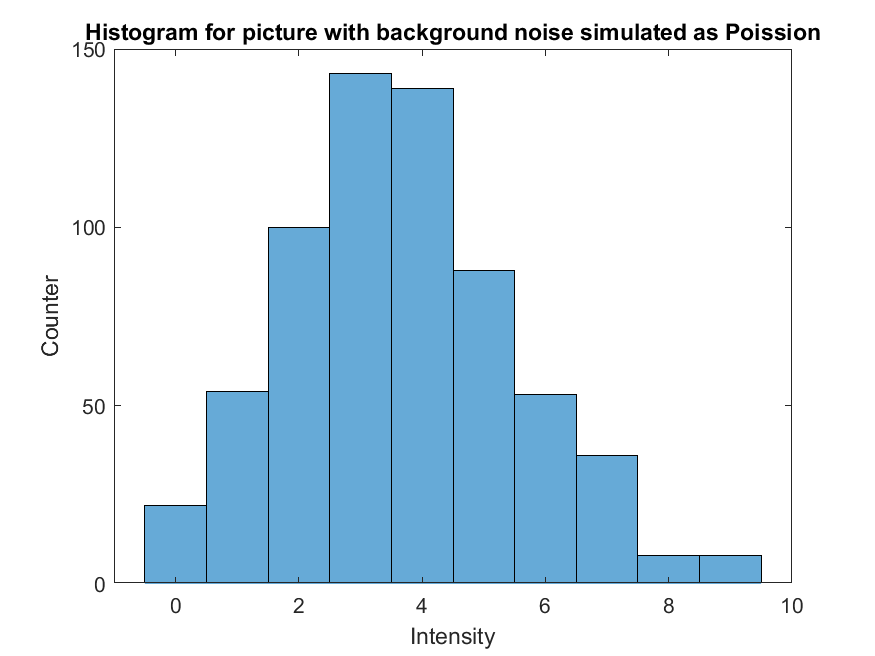 Histogram for picture with background noise simulated as Poission
150
100
50
0
Counter
0 2 4 6 8 10
Intensity